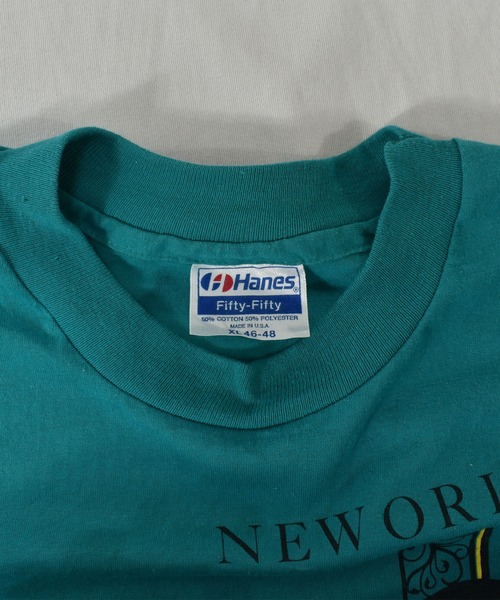 Hanes®
Fifty-Fifty
50% COTTON 50% POLYESTER
MADE IN U.S.A.
XL 46-48
NEW ORL